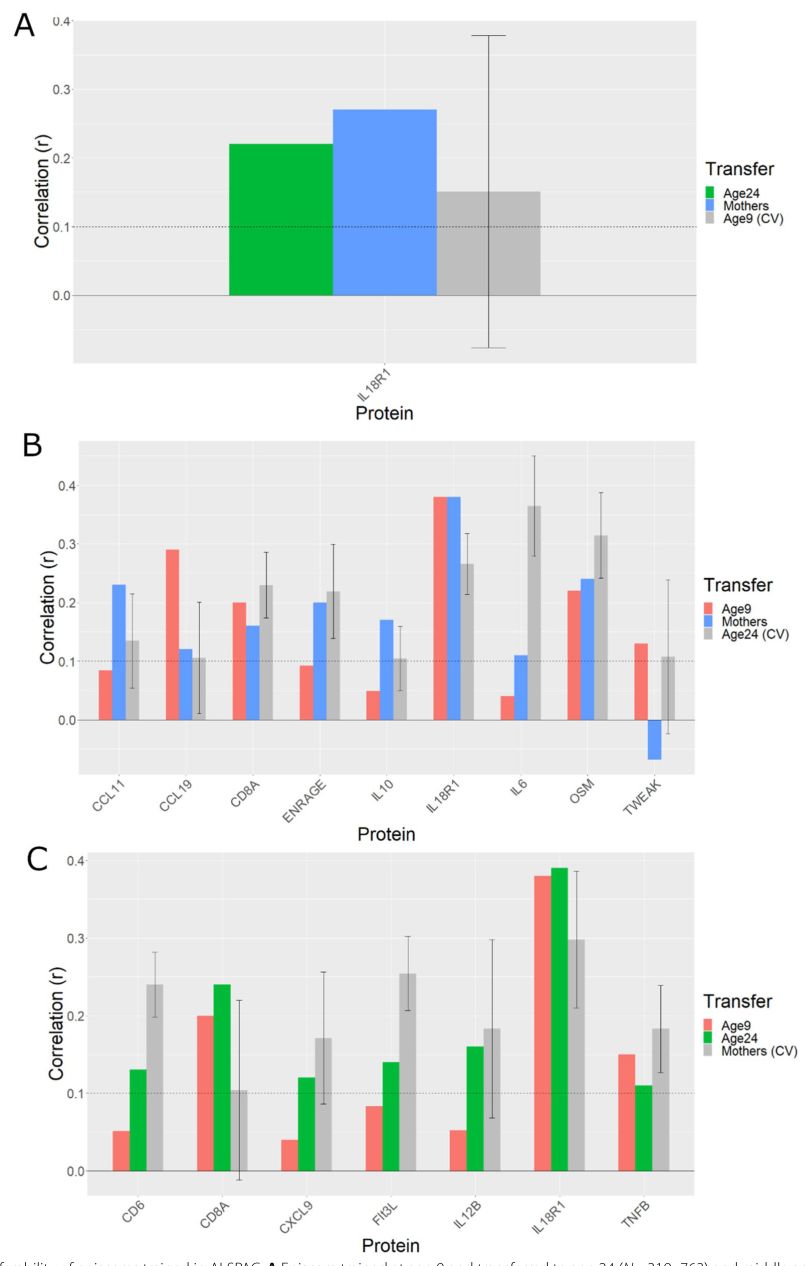 A
0.4
0.3
0.2
0.1
0.0
Correlation (r)
IL18R1
Protein
Transfer
Age24
Mothers
Age9 (CV)
B
0.4
0.3
0.2
0.1
0.0
Correlation (r)
CCL11
CCL19
CD8A
ENRAGE
IL10
IL18R1
IL6
OSM
TWEAK
Protein
Transfer
Age9
Mothers
Age24 (CV)
C
0.4
0.3
0.2
0.1
0.0
Correlation (r)
CD6
CD8A
CXCL9
Flt3L
IL12B
IL18R1
TNFB
Protein
Transfer
Age9
Age24
Mothers (CV)